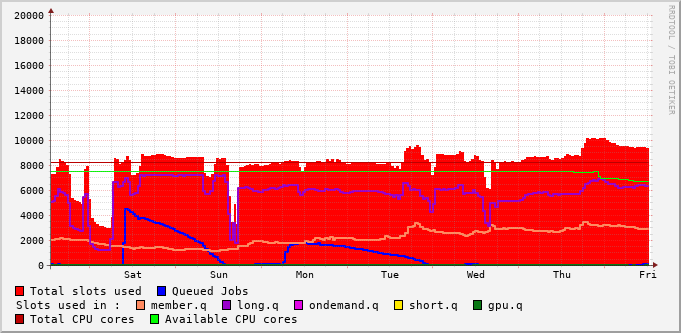 20000
18000
16000
14000
12000
10000
8000
6000
4000
2000
0
Sat Sun Mon Tue Wed Thu Fri
Total slots used Queued Jobs
Slots used in : member.q long.q ondemand.q short.q gpu.q
Total CPU cores Available CPU cores
RRDTOOL / TOBI OETIKER